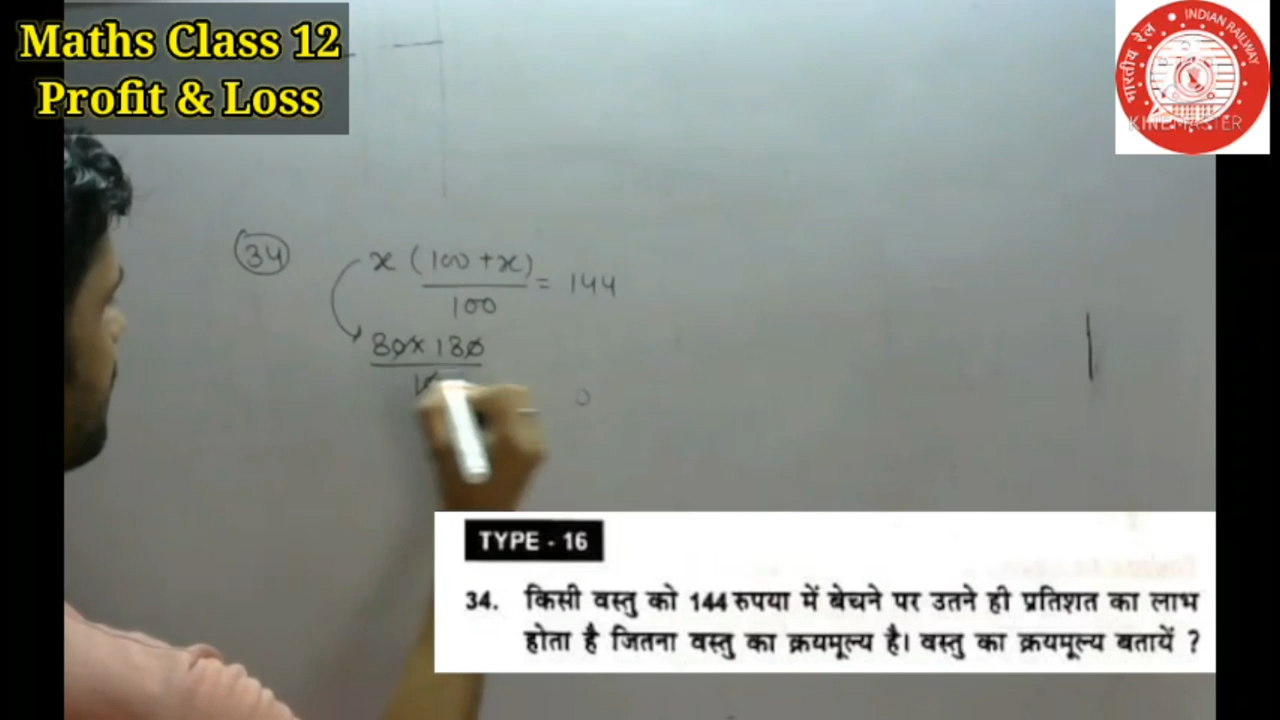 Maths Class 12
Profit & Loss
भारतीय रेल
INDIAN RAILWAY
KINEMASTER
34
x (100 + x)
100
= 144
80 × 180
TYPE - 16
34. किसी वस्तु को 144 रुपया में बेचने पर उतने ही प्रतिशत का लाभ
होता है जितना वस्तु का क्रयमूल्य है। वस्तु का क्रयमूल्य बतायें ?